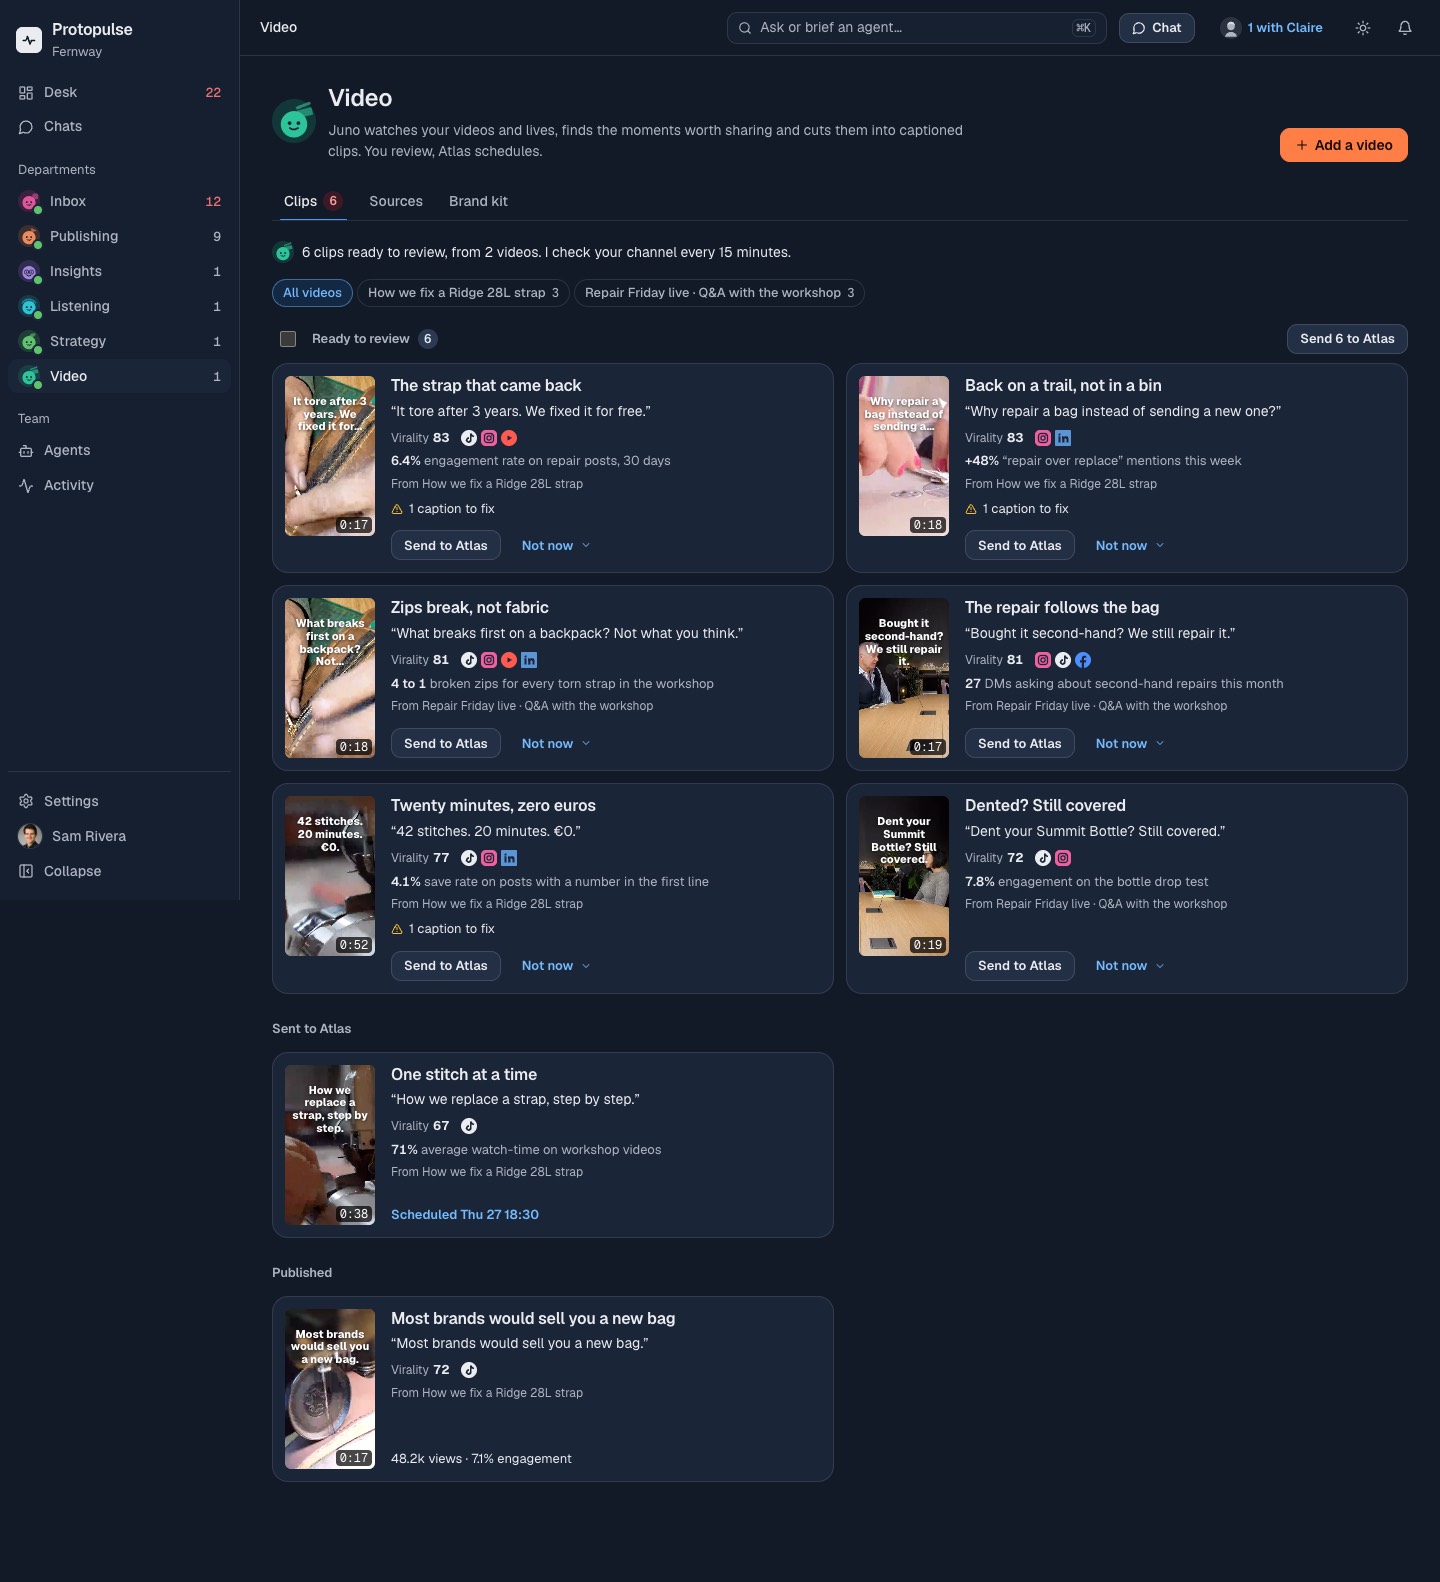 Protopulse
Fernway
Desk 22
Chats
Departments
Inbox 12
Publishing 9
Insights 1
Listening 1
Strategy 1
Video 1
Team
Agents
Activity
Settings
Sam Rivera
Collapse
Video
Ask or brief an agent...
⌘K
Chat
1 with Claire
Video
Juno watches your videos and lives, finds the moments worth sharing and cuts them into captioned
clips. You review, Atlas schedules.
+ Add a video
Clips 6
Sources
Brand kit
6 clips ready to review, from 2 videos. I check your channel every 15 minutes.
All videos
How we fix a Ridge 28L strap 3
Repair Friday live · Q&A with the workshop 3
Ready to review 6
Send 6 to Atlas
It tore after 3
years. We
fixed it for...
0:17
The strap that came back
“It tore after 3 years. We fixed it for free.”
Virality 83
6.4% engagement rate on repair posts, 30 days
From How we fix a Ridge 28L strap
1 caption to fix
Send to Atlas
Not now
Why repair a
bag instead of
sending a...
0:18
Back on a trail, not in a bin
“Why repair a bag instead of sending a new one?”
Virality 83
+48% “repair over replace” mentions this week
From How we fix a Ridge 28L strap
1 caption to fix
Send to Atlas
Not now
What breaks
first on a
backpack?
Not...
0:18
Zips break, not fabric
“What breaks first on a backpack? Not what you think.”
Virality 81
4 to 1 broken zips for every torn strap in the workshop
From Repair Friday live · Q&A with the workshop
Send to Atlas
Not now
Bought it
second-hand?
We still repair
it.
0:17
The repair follows the bag
“Bought it second-hand? We still repair it.”
Virality 81
27 DMs asking about second-hand repairs this month
From Repair Friday live · Q&A with the workshop
Send to Atlas
Not now
42 stitches.
20 minutes.
€0.
0:52
Twenty minutes, zero euros
“42 stitches. 20 minutes. €0.”
Virality 77
4.1% save rate on posts with a number in the first line
From How we fix a Ridge 28L strap
1 caption to fix
Send to Atlas
Not now
Dent your
Summit
Bottle? Still
covered.
0:19
Dented? Still covered
“Dent your Summit Bottle? Still covered.”
Virality 72
7.8% engagement on the bottle drop test
From Repair Friday live · Q&A with the workshop
Send to Atlas
Not now
Sent to Atlas
How we
replace a
strap, step by
step.
0:38
One stitch at a time
“How we replace a strap, step by step.”
Virality 67
71% average watch-time on workshop videos
From How we fix a Ridge 28L strap
Scheduled Thu 27 18:30
Published
Most brands
would sell you
a new bag.
0:17
Most brands would sell you a new bag
“Most brands would sell you a new bag.”
Virality 72
From How we fix a Ridge 28L strap
48.2k views · 7.1% engagement